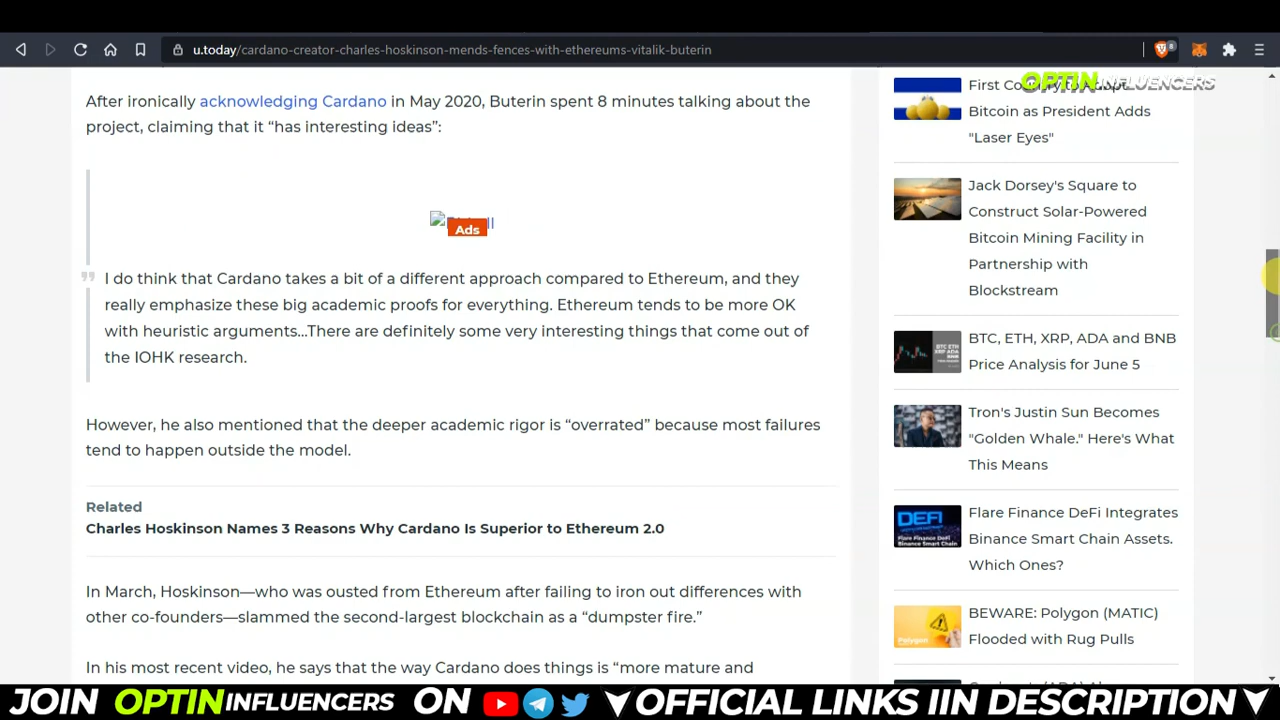 u.today/cardano-creator-charles-hoskinson-mends-fences-with-ethereums-vitalik-buterin
8
OPTIN INFLUENCERS
After ironically acknowledging Cardano in May 2020, Buterin spent 8 minutes talking about the
project, claiming that it “has interesting ideas”:
Ads
I do think that Cardano takes a bit of a different approach compared to Ethereum, and they
really emphasize these big academic proofs for everything. Ethereum tends to be more OK
with heuristic arguments...There are definitely some very interesting things that come out of
the IOHK research.
However, he also mentioned that the deeper academic rigor is “overrated” because most failures
tend to happen outside the model.
Related
Charles Hoskinson Names 3 Reasons Why Cardano Is Superior to Ethereum 2.0
In March, Hoskinson—who was ousted from Ethereum after failing to iron out differences with
other co-founders—slammed the second-largest blockchain as a “dumpster fire.”
In his most recent video, he says that the way Cardano does things is “more mature and
First
Bitcoin as President Adds
"Laser Eyes"
Jack Dorsey's Square to
Construct Solar-Powered
Bitcoin Mining Facility in
Partnership with
Blockstream
BTC ETH
XRP ADA
BNB
BTC, ETH, XRP, ADA and BNB
Price Analysis for June 5
Tron's Justin Sun Becomes
"Golden Whale." Here's What
This Means
DEFI
Flare Finance DeFi Integrates
Binance Smart Chain Assets.
Which Ones?
Polygon
BEWARE: Polygon (MATIC)
Flooded with Rug Pulls
JOIN OPTIN INFLUENCERS ON OFFICIAL LINKS IIN DESCRIPTION